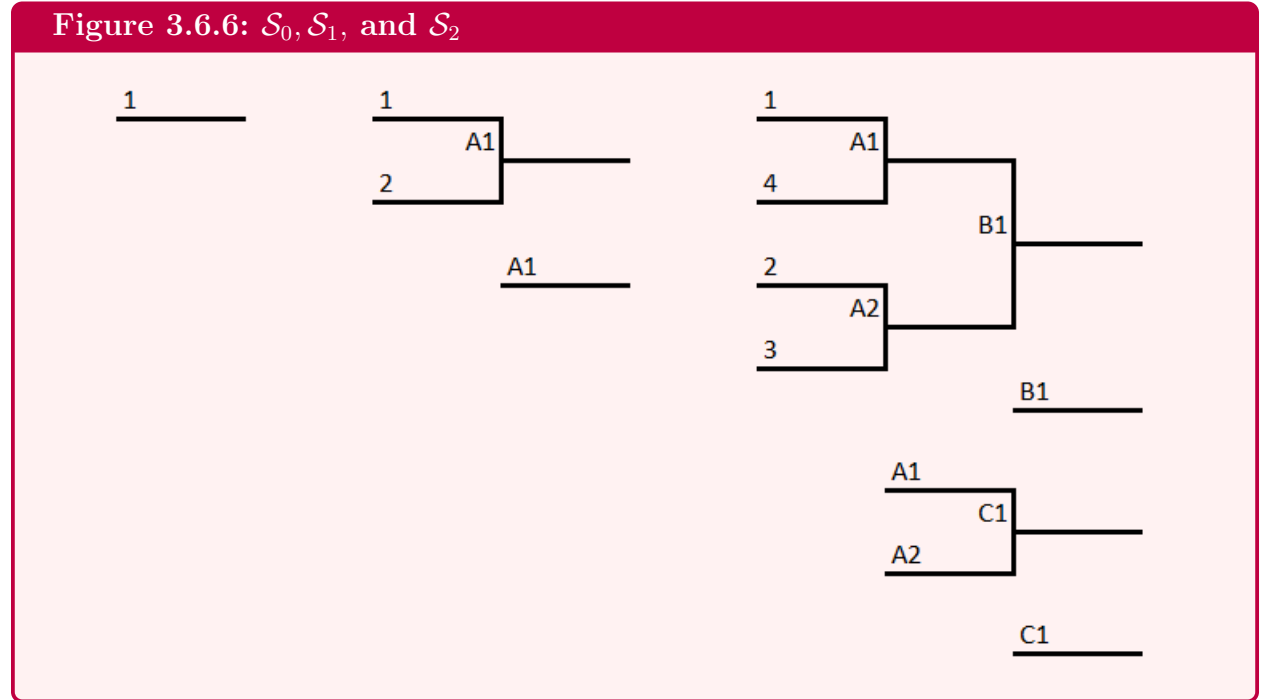 Figure 3.6.6: 𝒮₀, 𝒮₁, and 𝒮₂
1
1
A1
2
A1
1
A1
4
B1
2
A2
3
B1
A1
C1
A2
C1